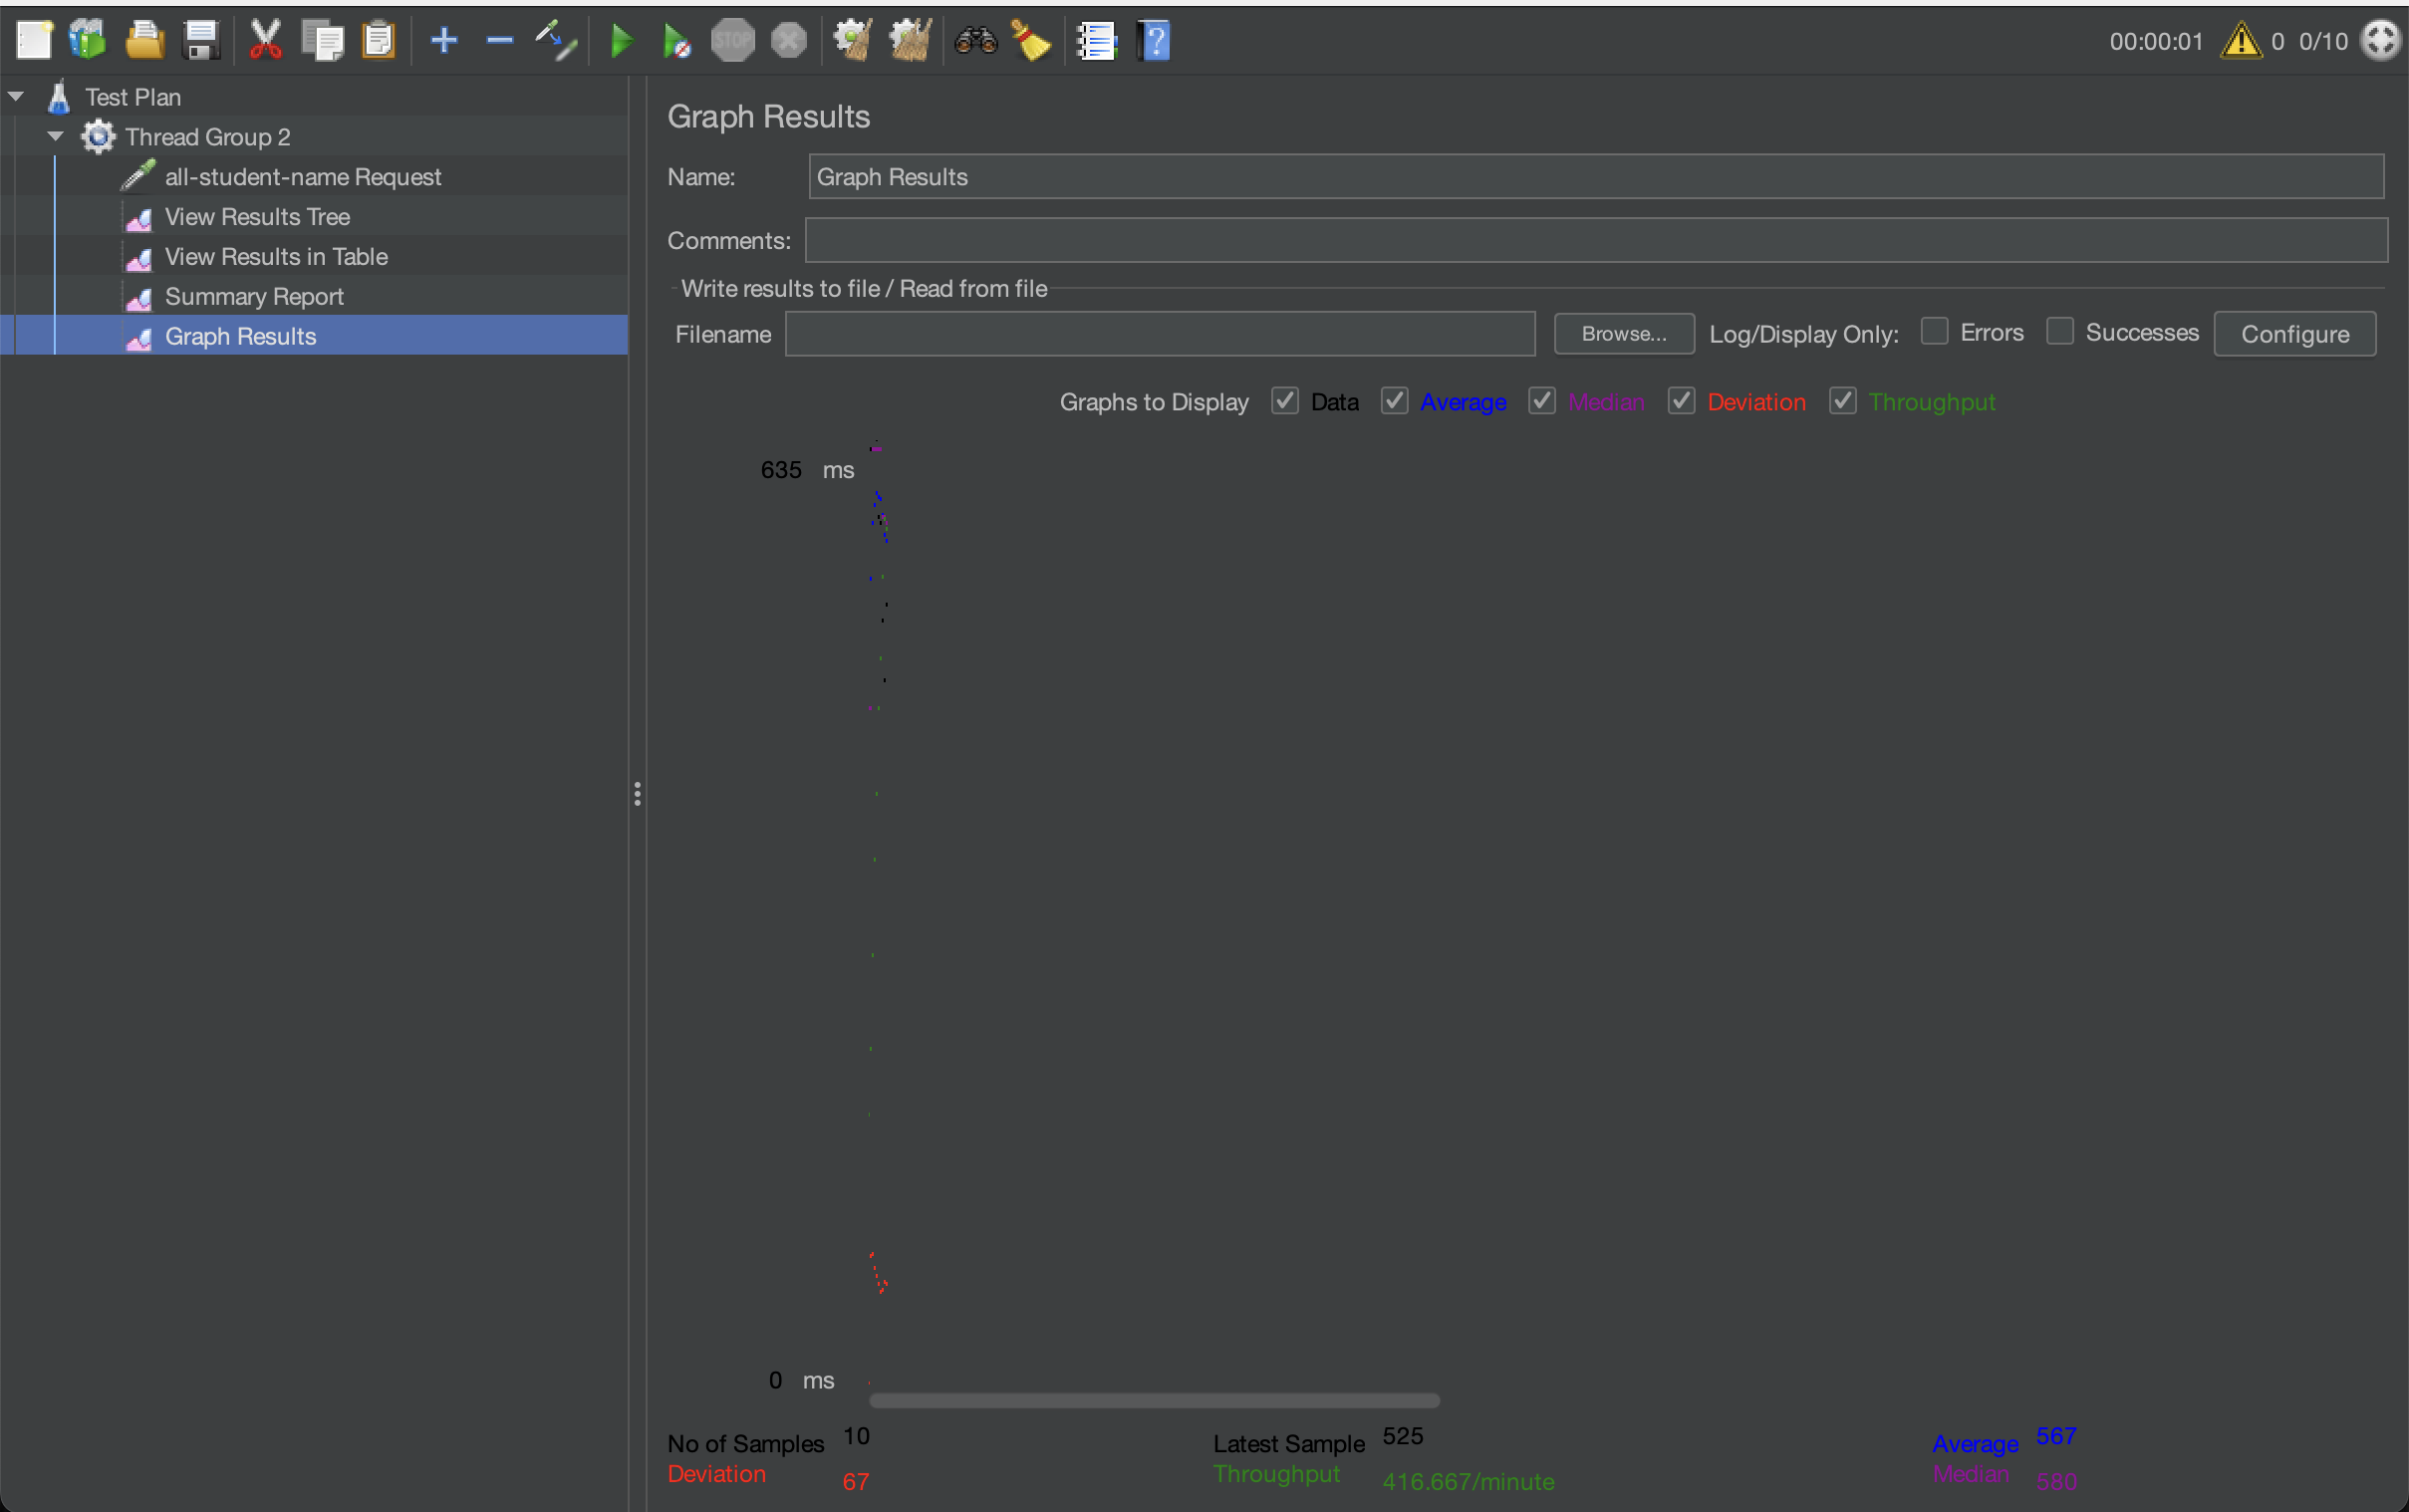 STOP
00:00:01 0 0/10
Test Plan
Thread Group 2
all-student-name Request
View Results Tree
View Results in Table
Summary Report
Graph Results
Graph Results
Name: Graph Results
Comments:
Write results to file / Read from file
Filename Browse... Log/Display Only: Errors Successes Configure
Graphs to Display Data Average Median Deviation Throughput
635 ms
0 ms
No of Samples 10 Latest Sample 525 Average 567
Deviation 67 Throughput 416.667/minute Median 580